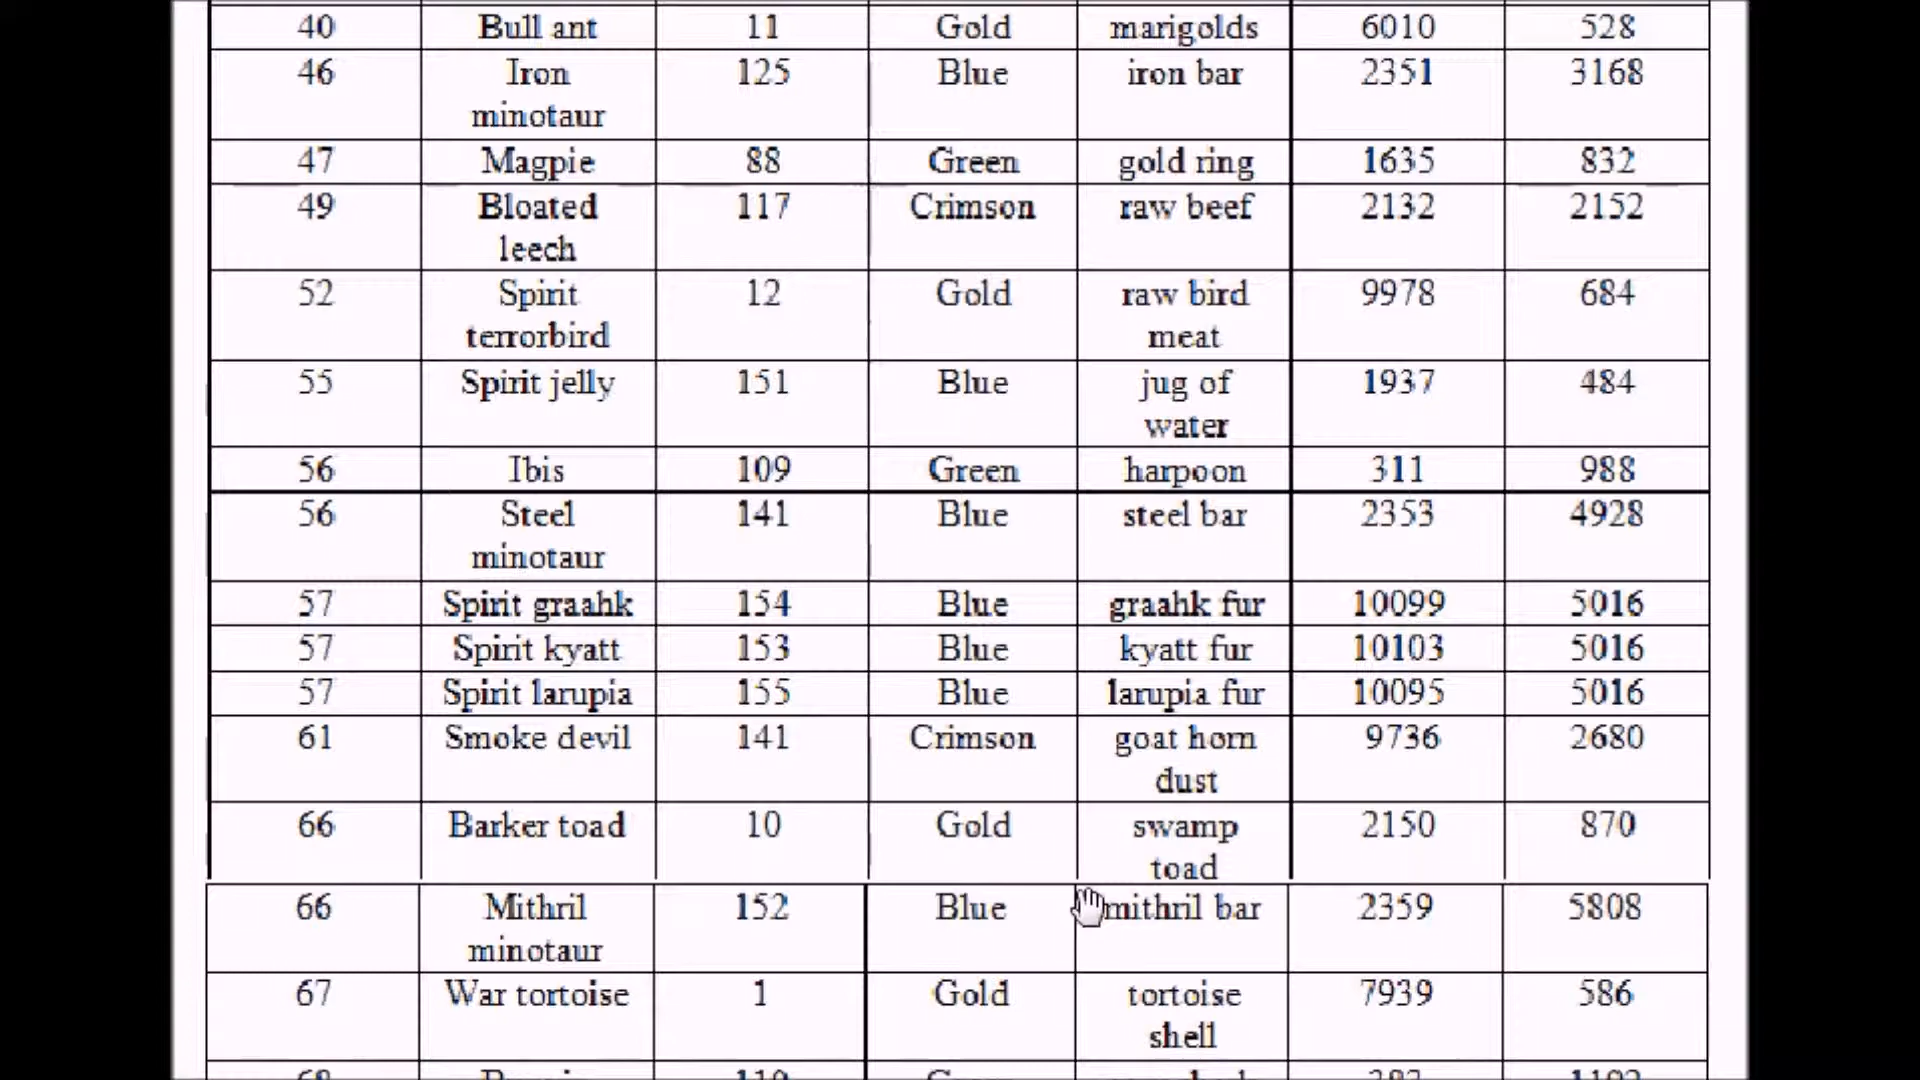 40 Bull ant 11 Gold marigolds 6010 528
46 Iron 125 Blue iron bar 2351 3168
minotaur
47 Magpie 88 Green gold ring 1635 832
49 Bloated 117 Crimson raw beef 2132 2152
leech
52 Spirit 12 Gold raw bird 9978 684
terrorbird meat
55 Spirit jelly 151 Blue jug of 1937 484
water
56 Ibis 109 Green harpoon 311 988
56 Steel 141 Blue steel bar 2353 4928
minotaur
57 Spirit graahk 154 Blue graahk fur 10099 5016
57 Spirit kyatt 153 Blue kyatt fur 10103 5016
57 Spirit larupia 155 Blue larupia fur 10095 5016
61 Smoke devil 141 Crimson goat horn 9736 2680
dust
66 Barker toad 10 Gold swamp 2150 870
toad
66 Mithril 152 Blue mithril bar 2359 5808
minotaur
67 War tortoise 1 Gold tortoise 7939 586
shell